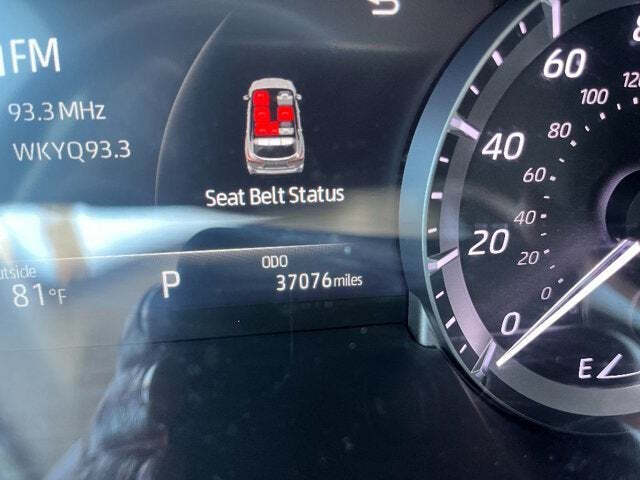 FM
93.3 MHz
WKYQ93.3
Seat Belt Status
outside
81°F
P
ODO
37076 miles
0
20
40
60
0
20
40
60
80
100
E